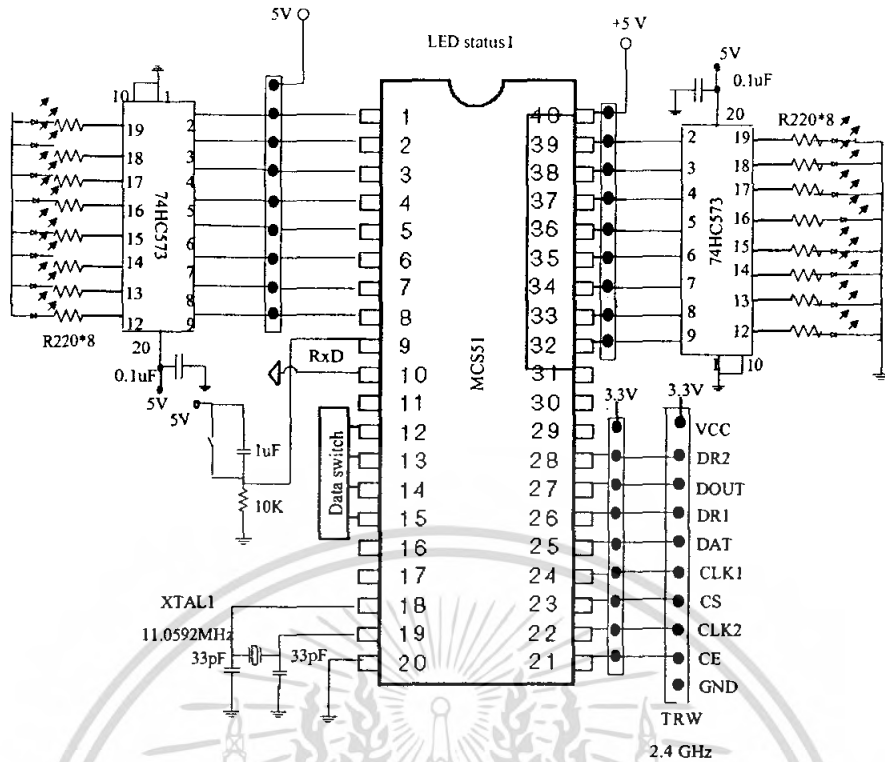 5V
LED status I
+5 V
5V
0.1uF
10
1
20
R220*8
19
2
1
40
2
19
18
3
2
39
3
18
17
4
3
38
4
17
16
5
4
37
5
16
15
6
5
36
6
15
14
7
6
35
7
14
13
8
7
34
8
13
12
9
8
33
9
12
74HC573
74HC573
MCS51
R220*8
20
0.1uF
5V
5V
RxD
9
32
1
10
10
31
11
30
3.3V
3.3V
1uF
10K
Data switch
12
29
VCC
13
28
DR2
14
27
DOUT
15
26
DR1
16
25
DAT
17
24
CLK1
XTAL1
18
23
CS
11.0592MHz
19
22
CLK2
33pF
33pF
20
21
CE
GND
TRW
2.4 GHz